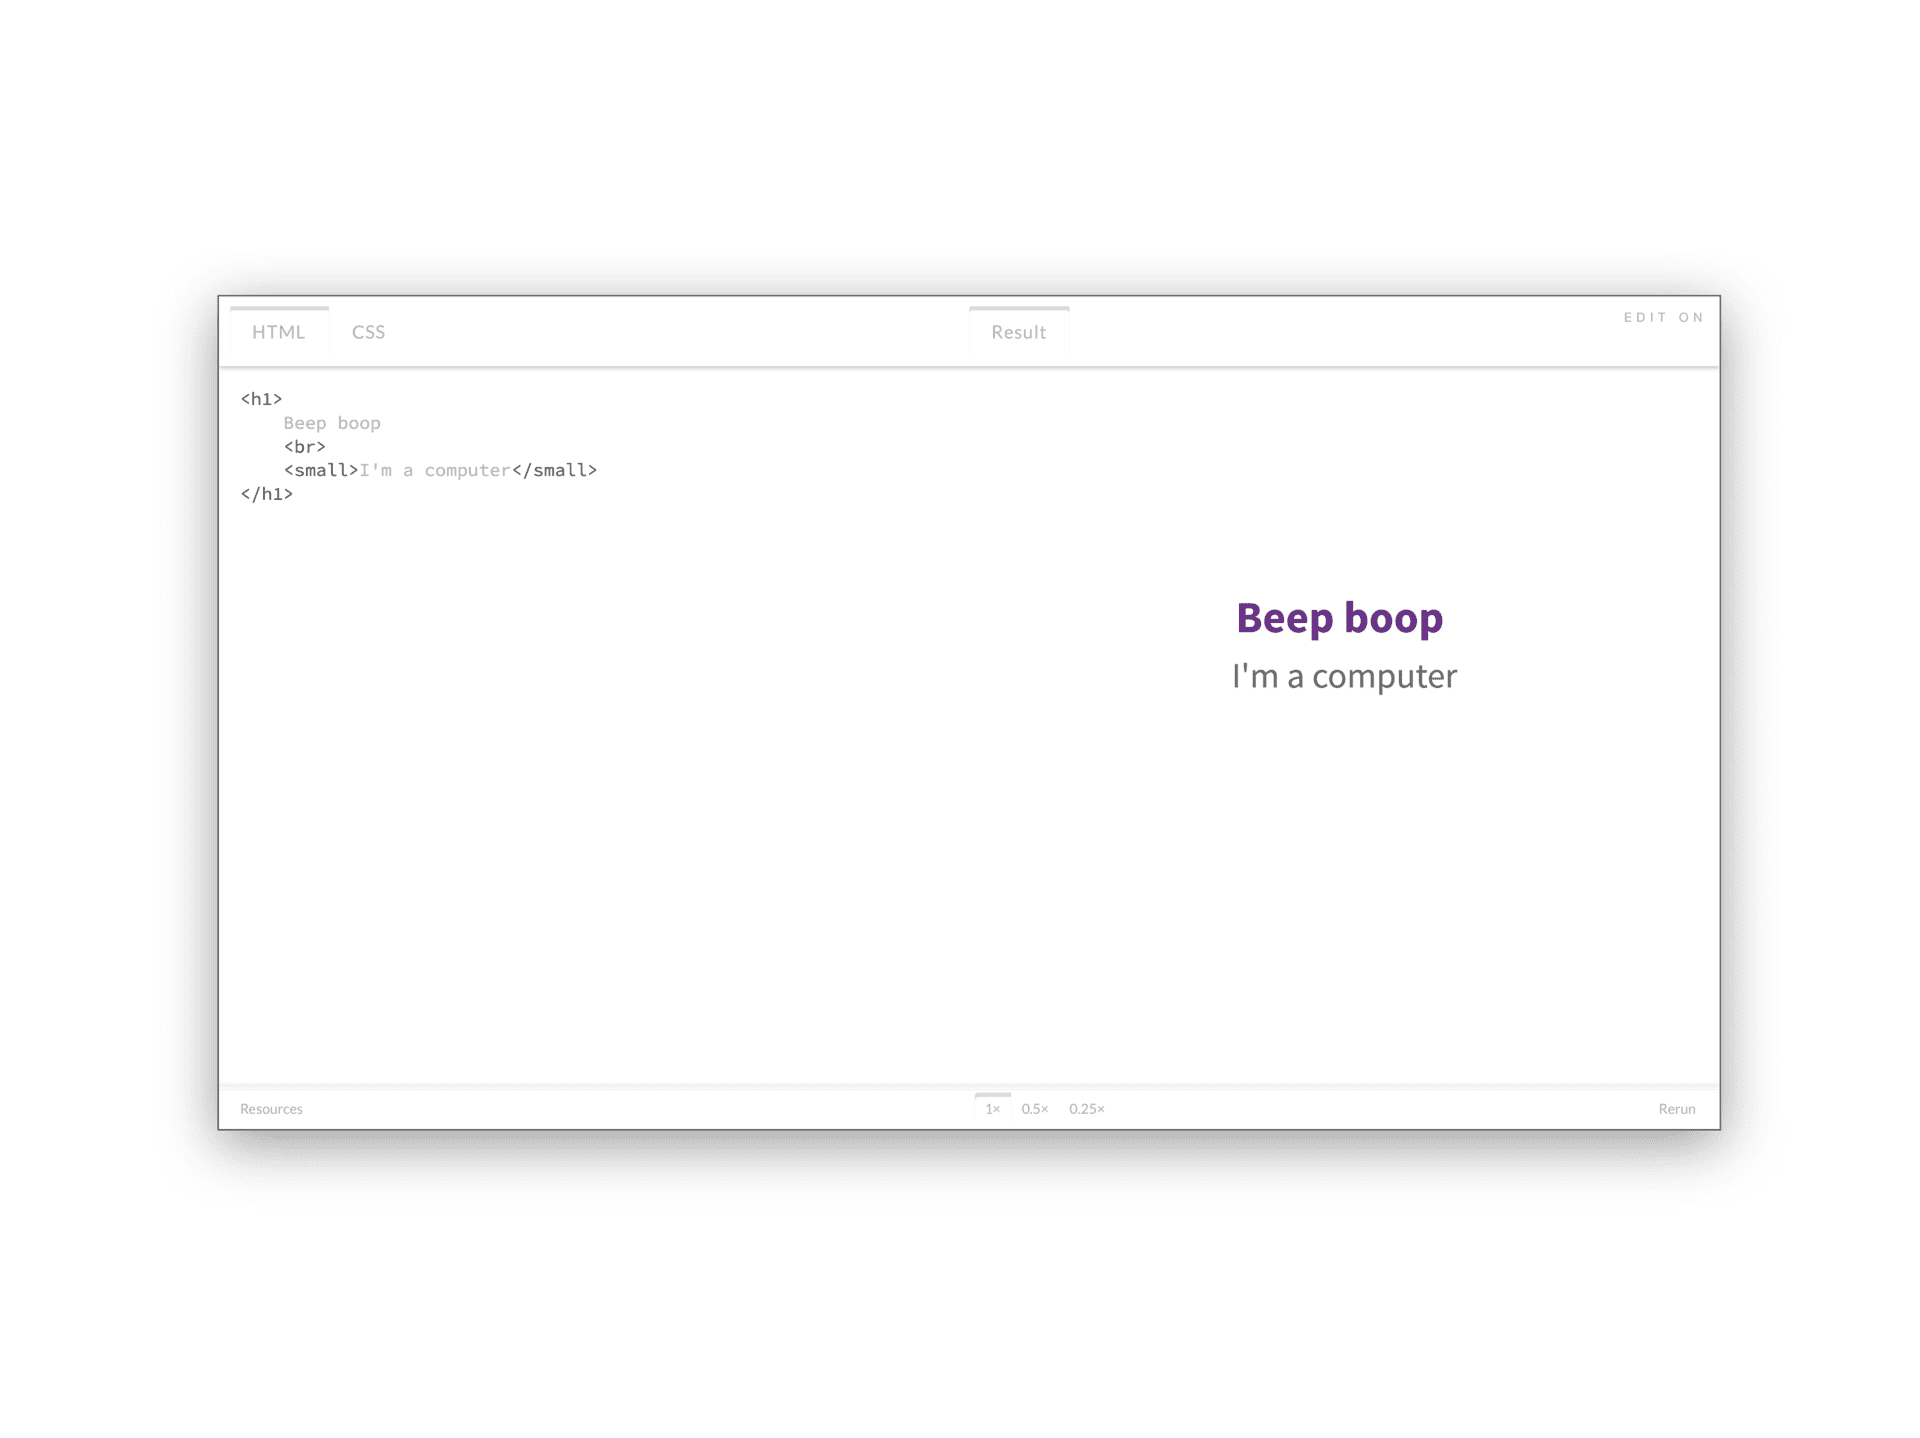 HTML CSS Result EDIT ON
<h1>
    Beep boop
    <br>
    <small>I'm a computer</small>
</h1>
Beep boop
I'm a computer
Resources 1× 0.5× 0.25× Rerun